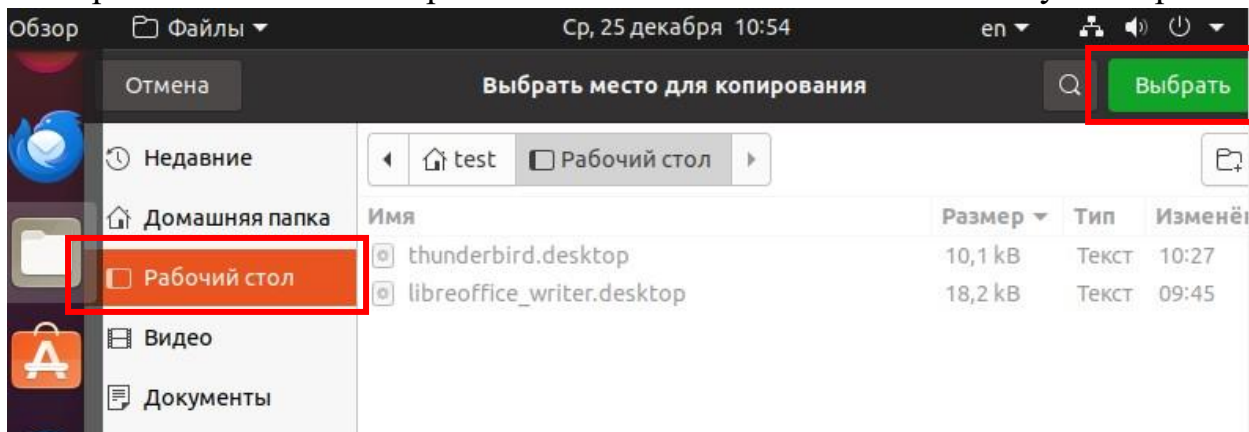 Обзор Файлы Ср, 25 декабря 10:54 en
Отмена Выбрать место для копирования Выбрать
Недавние test Рабочий стол
Домашняя папка Имя Размер Тип Изменё
Рабочий стол thunderbird.desktop 10,1 kB Текст 10:27
libreoffice_writer.desktop 18,2 kB Текст 09:45
Видео
Документы